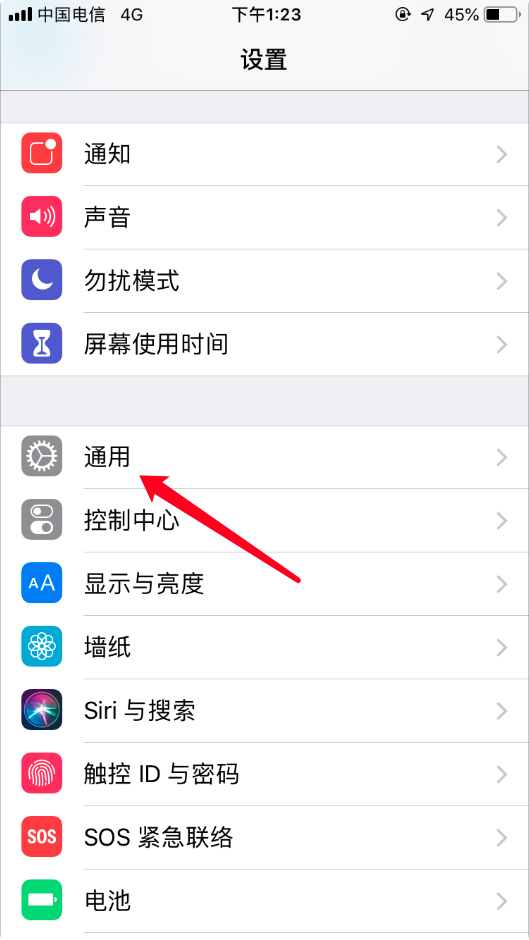 中国电信 4G 下午1:23 45%
设置
通知
声音
勿扰模式
屏幕使用时间
通用
控制中心
AA 显示与亮度
墙纸
Siri 与搜索
触控 ID 与密码
SOS SOS 紧急联络
电池